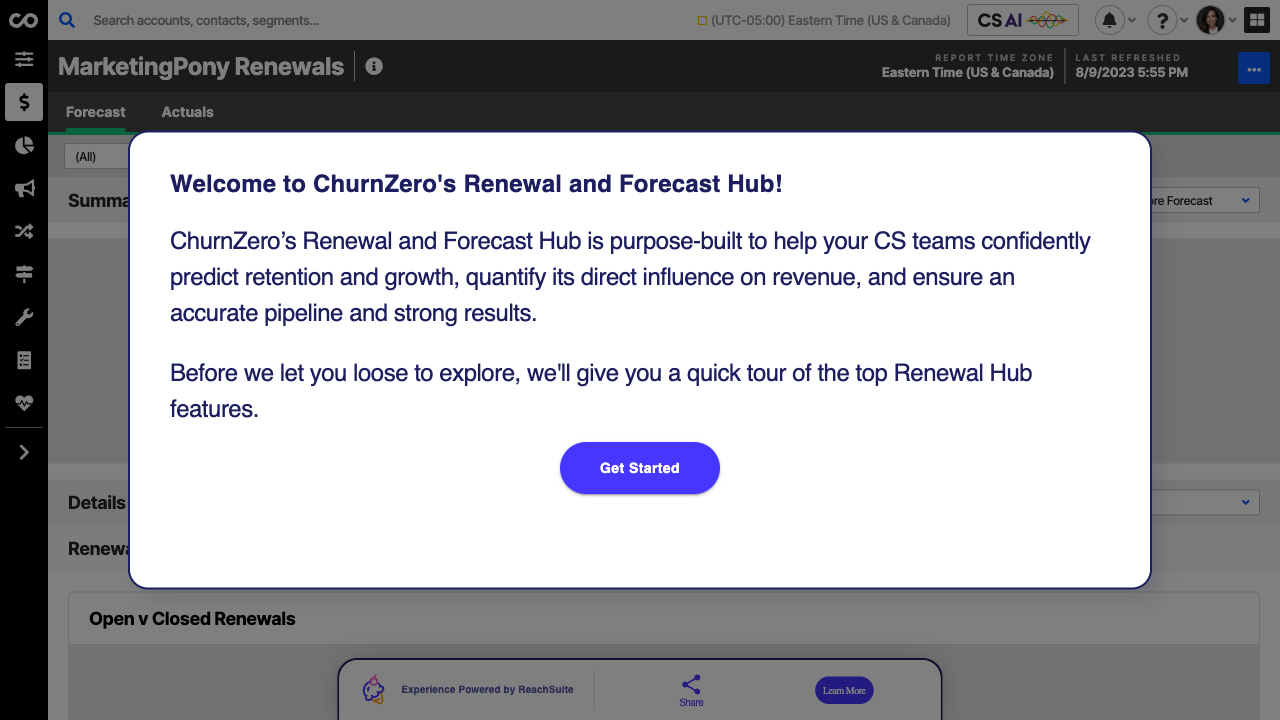 Search accounts, contacts, segments...
(UTC-05:00) Eastern Time (US & Canada)
CS AI
MarketingPony Renewals
REPORT TIME ZONE
Eastern Time (US & Canada)
LAST REFRESHED
8/9/2023 5:55 PM
Forecast
Actuals
(All)
Welcome to ChurnZero's Renewal and Forecast Hub!
ChurnZero’s Renewal and Forecast Hub is purpose-built to help your CS teams confidently
predict retention and growth, quantify its direct influence on revenue, and ensure an
accurate pipeline and strong results.
Before we let you loose to explore, we'll give you a quick tour of the top Renewal Hub
features.
Get Started
Forecast
Details
Open v Closed Renewals
Experience Powered by ReachSuite
Share
Learn More